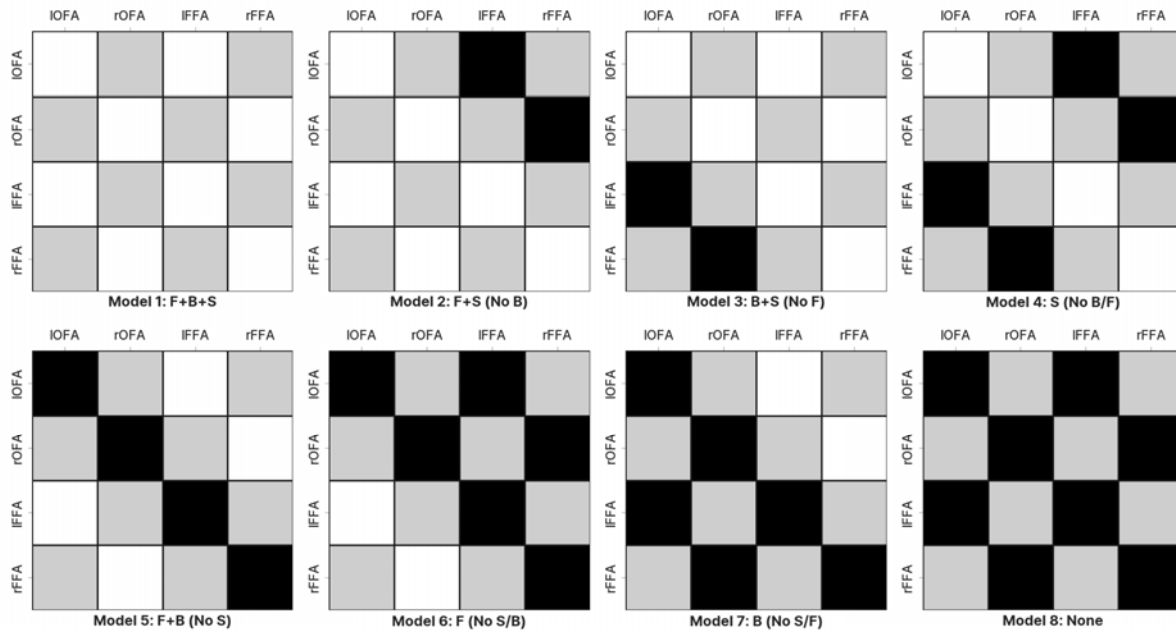 lOFA rOFA lFFA rFFA lOFA rOFA lFFA rFFA lOFA rOFA lFFA rFFA lOFA rOFA lFFA rFFA
lOFA lOFA lOFA lOFA
rOFA rOFA rOFA rOFA
lFFA lFFA lFFA lFFA
rFFA rFFA rFFA rFFA
Model 1: F+B+S Model 2: F+S (No B) Model 3: B+S (No F) Model 4: S (No B/F)
lOFA rOFA lFFA rFFA lOFA rOFA lFFA rFFA lOFA rOFA lFFA rFFA lOFA rOFA lFFA rFFA
lOFA lOFA lOFA lOFA
rOFA rOFA rOFA rOFA
lFFA lFFA lFFA lFFA
rFFA rFFA rFFA rFFA
Model 5: F+B (No S) Model 6: F (No S/B) Model 7: B (No S/F) Model 8: None